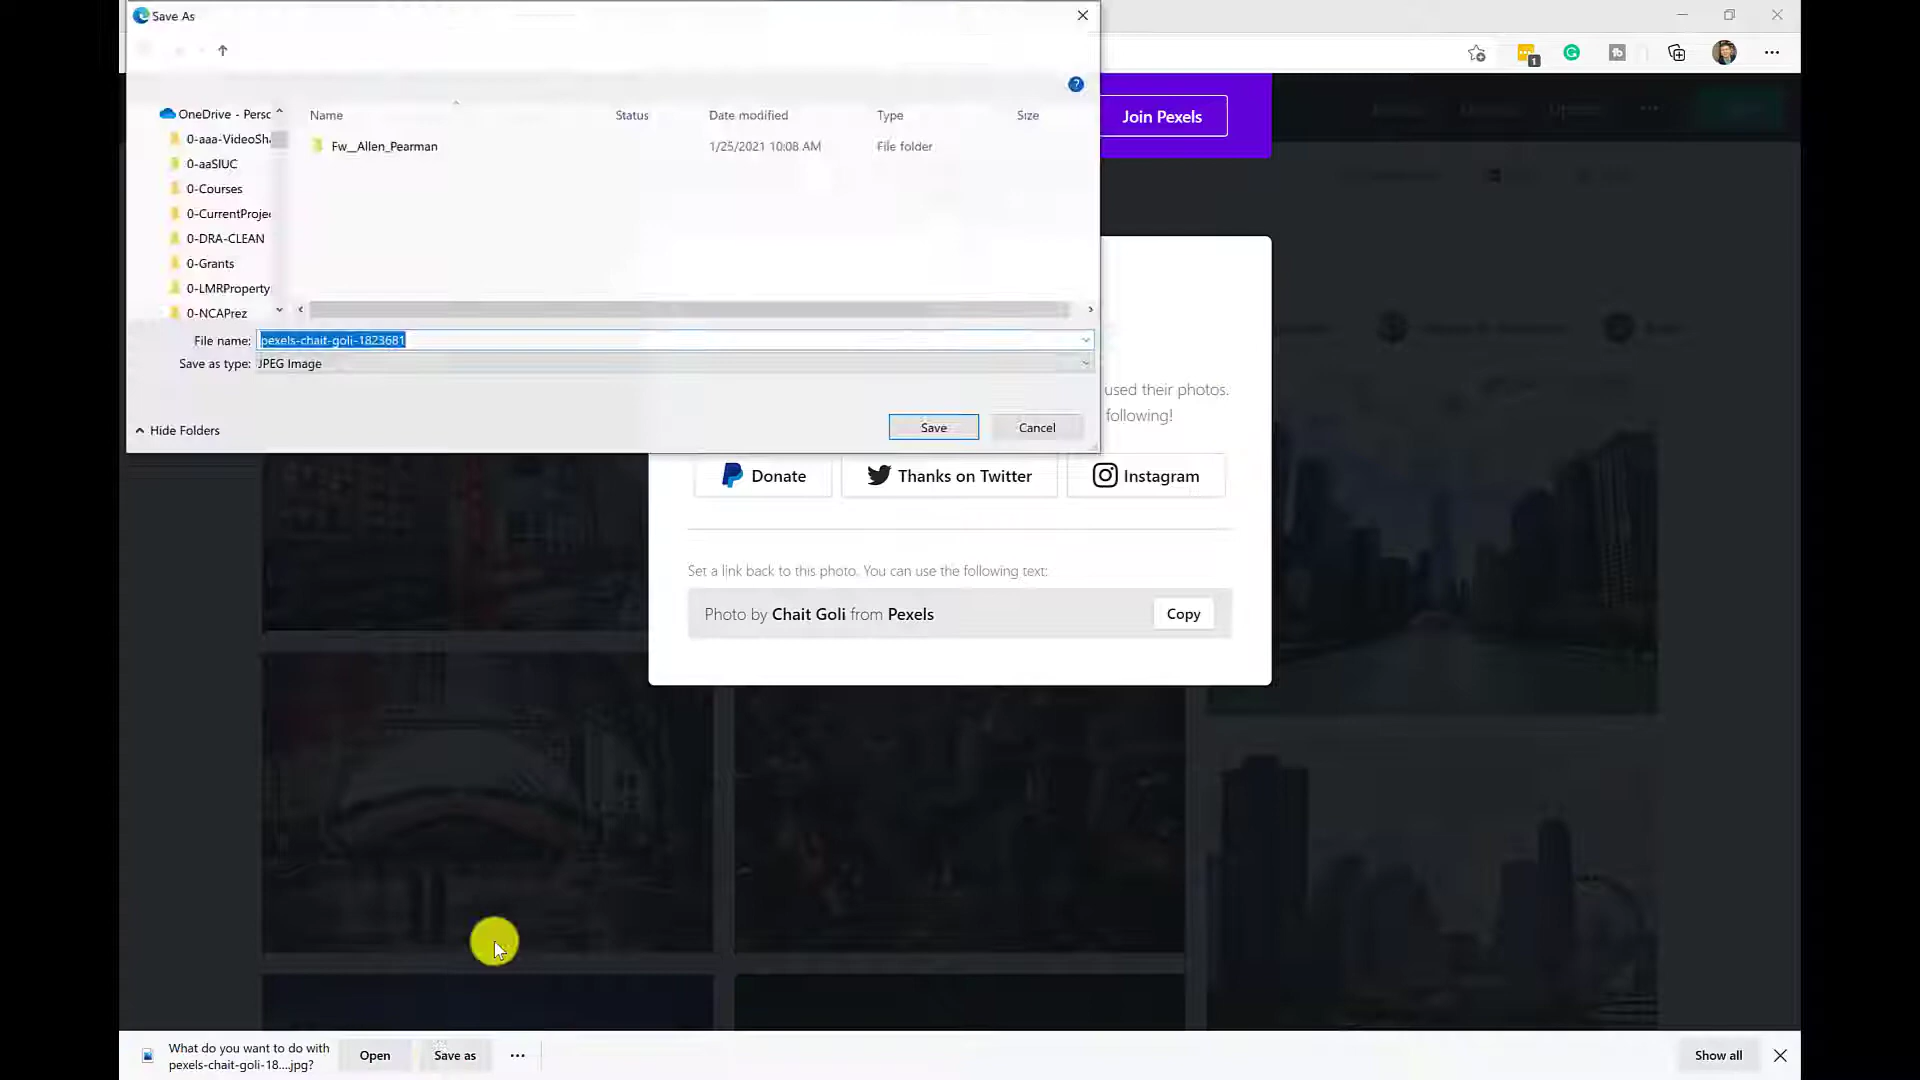 Save As
Join Pexels
OneDrive - Perso
Name
Status
Date modified
Type
Size
0-aaa-VideoSha
Fw__Allen_Pearman
1/25/2021 10:08 AM
File folder
0-aaSIUC
0-Courses
0-CurrentProjec
0-DRA-CLEAN
0-Grants
0-LMRProperty
0-NCAPrez
File name:
pexels-chait-goli-1823681
Save as type:
JPEG Image
used their photos.
following!
Hide Folders
Save
Cancel
Donate
Thanks on Twitter
Instagram
Set a link back to this photo. You can use the following text:
Photo by Chait Goli from Pexels
Copy
What do you want to do with
pexels-chait-goli-18....jpg?
Open
Save as
Show all
1